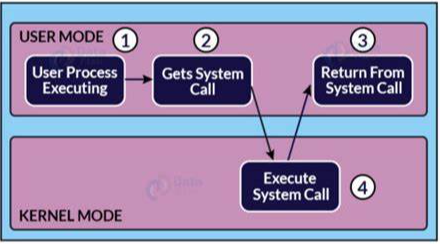 USER MODE
1
2
3
User Process
Executing
Gets System
Call
Return From
System Call
Execute
System Call
4
KERNEL MODE